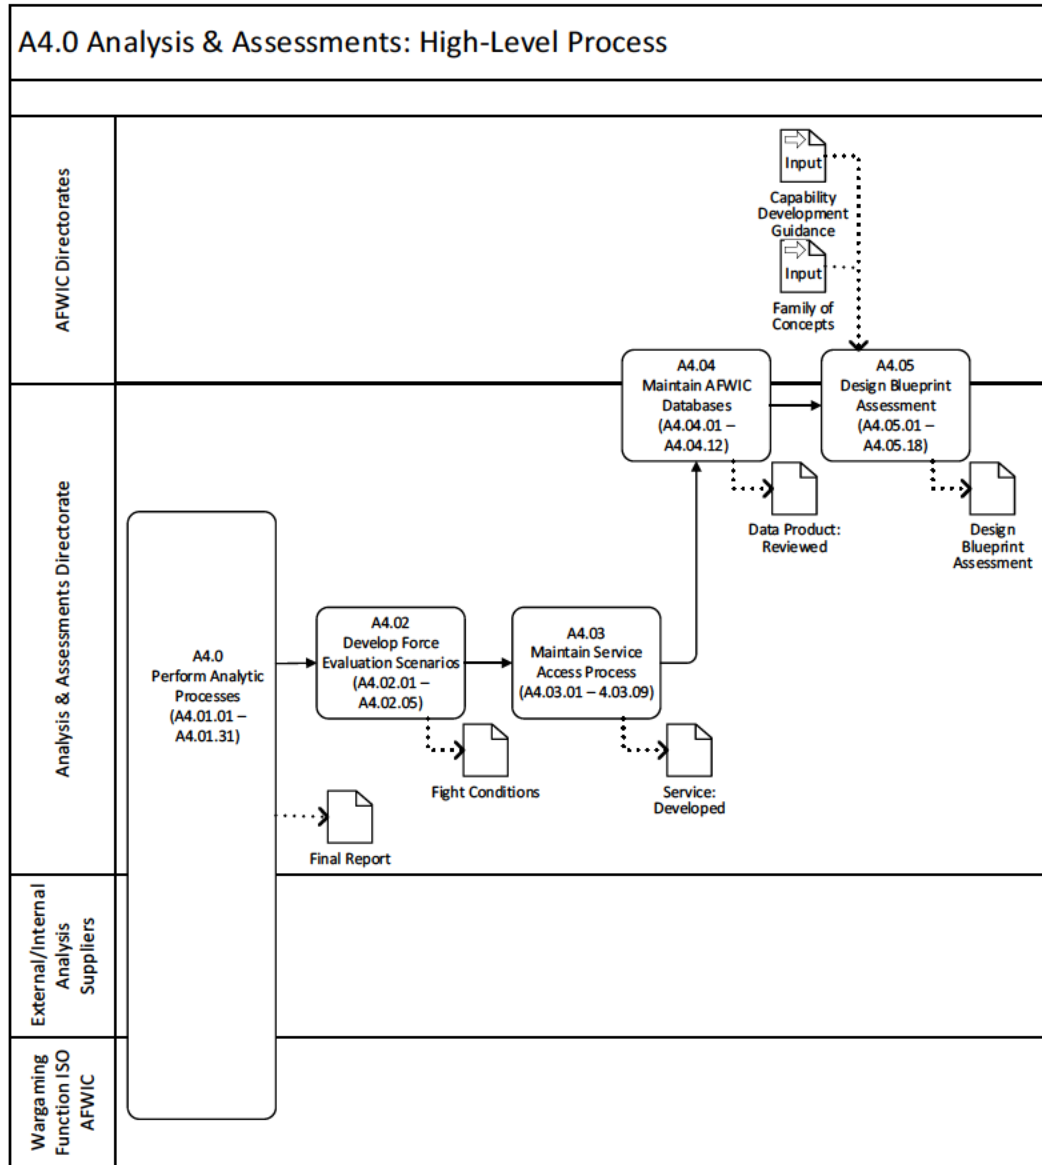 A4.0 Analysis & Assessments: High-Level Process
AFWIC Directorates
Input
Capability
Development
Guidance
Input
Family of
Concepts
A4.04
Maintain AFWIC
Databases
(A4.04.01 –
A4.04.12)
A4.05
Design Blueprint
Assessment
(A4.05.01 –
A4.05.18)
Analysis & Assessments Directorate
Data Product:
Reviewed
Design
Blueprint
Assessment
A4.0
Perform Analytic
Processes
(A4.01.01 –
A4.01.31)
A4.02
Develop Force
Evaluation Scenarios
(A4.02.01 –
A4.02.05)
A4.03
Maintain Service
Access Process
(A4.03.01 – 4.03.09)
Fight Conditions
Service:
Developed
Final Report
External/Internal
Analysis
Suppliers
Wargaming
Function ISO
AFWIC